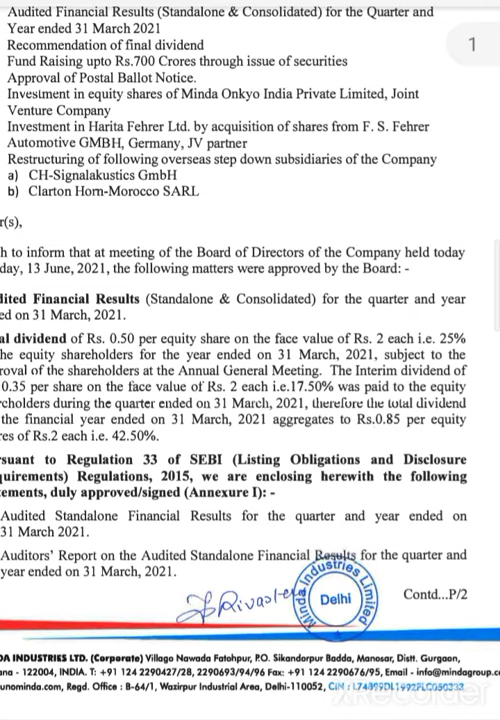 Audited Financial Results (Standalone & Consolidated) for the Quarter and
Year ended 31 March 2021
1
Recommendation of final dividend
Fund Raising upto Rs.700 Crores through issue of securities
Approval of Postal Ballot Notice.
Investment in equity shares of Minda Onkyo India Private Limited, Joint
Venture Company
Investment in Harita Fehrer Ltd. by acquisition of shares from F. S. Fehrer
Automotive GMBH, Germany, JV partner
Restructuring of following overseas step down subsidiaries of the Company
a) CH-Signalakustics GmbH
b) Clarton Horn-Morocco SARL
r(s),
h to inform that at meeting of the Board of Directors of the Company held today
day, 13 June, 2021, the following matters were approved by the Board: -
dited Financial Results (Standalone & Consolidated) for the quarter and year
ed on 31 March, 2021.
al dividend of Rs. 0.50 per equity share on the face value of Rs. 2 each i.e. 25%
he equity shareholders for the year ended on 31 March, 2021, subject to the
roval of the shareholders at the Annual General Meeting. The Interim dividend of
0.35 per share on the face value of Rs. 2 each i.e.17.50% was paid to the equity
eholders during the quarter ended on 31 March, 2021, therefore the total dividend
the financial year ended on 31 March, 2021 aggregates to Rs.0.85 per equity
res of Rs.2 each i.e. 42.50%.
rsuant to Regulation 33 of SEBI (Listing Obligations and Disclosure
quirements) Regulations, 2015, we are enclosing herewith the following
ements, duly approved/signed (Annexure I): -
Audited Standalone Financial Results for the quarter and year ended on
31 March 2021.
Auditors' Report on the Audited Standalone Financial Results for the quarter and
year ended on 31 March, 2021.
Minda Industries Limited
Delhi
Contd...P/2
DA INDUSTRIES LTD. (Corporate) Village Nawada Fatehpur, P.O. Sikandarpur Badda, Manesar, Distt. Gurgaon,
ana - 122004, INDIA. T: +91 124 2290427/28, 2290693/94/96 Fax: +91 124 2290676/95, Email - info@mindagroup.c
unominda.com, Regd. Office : B-64/1, Wazirpur Industrial Area, Delhi-110052, CIN :
XRecorder